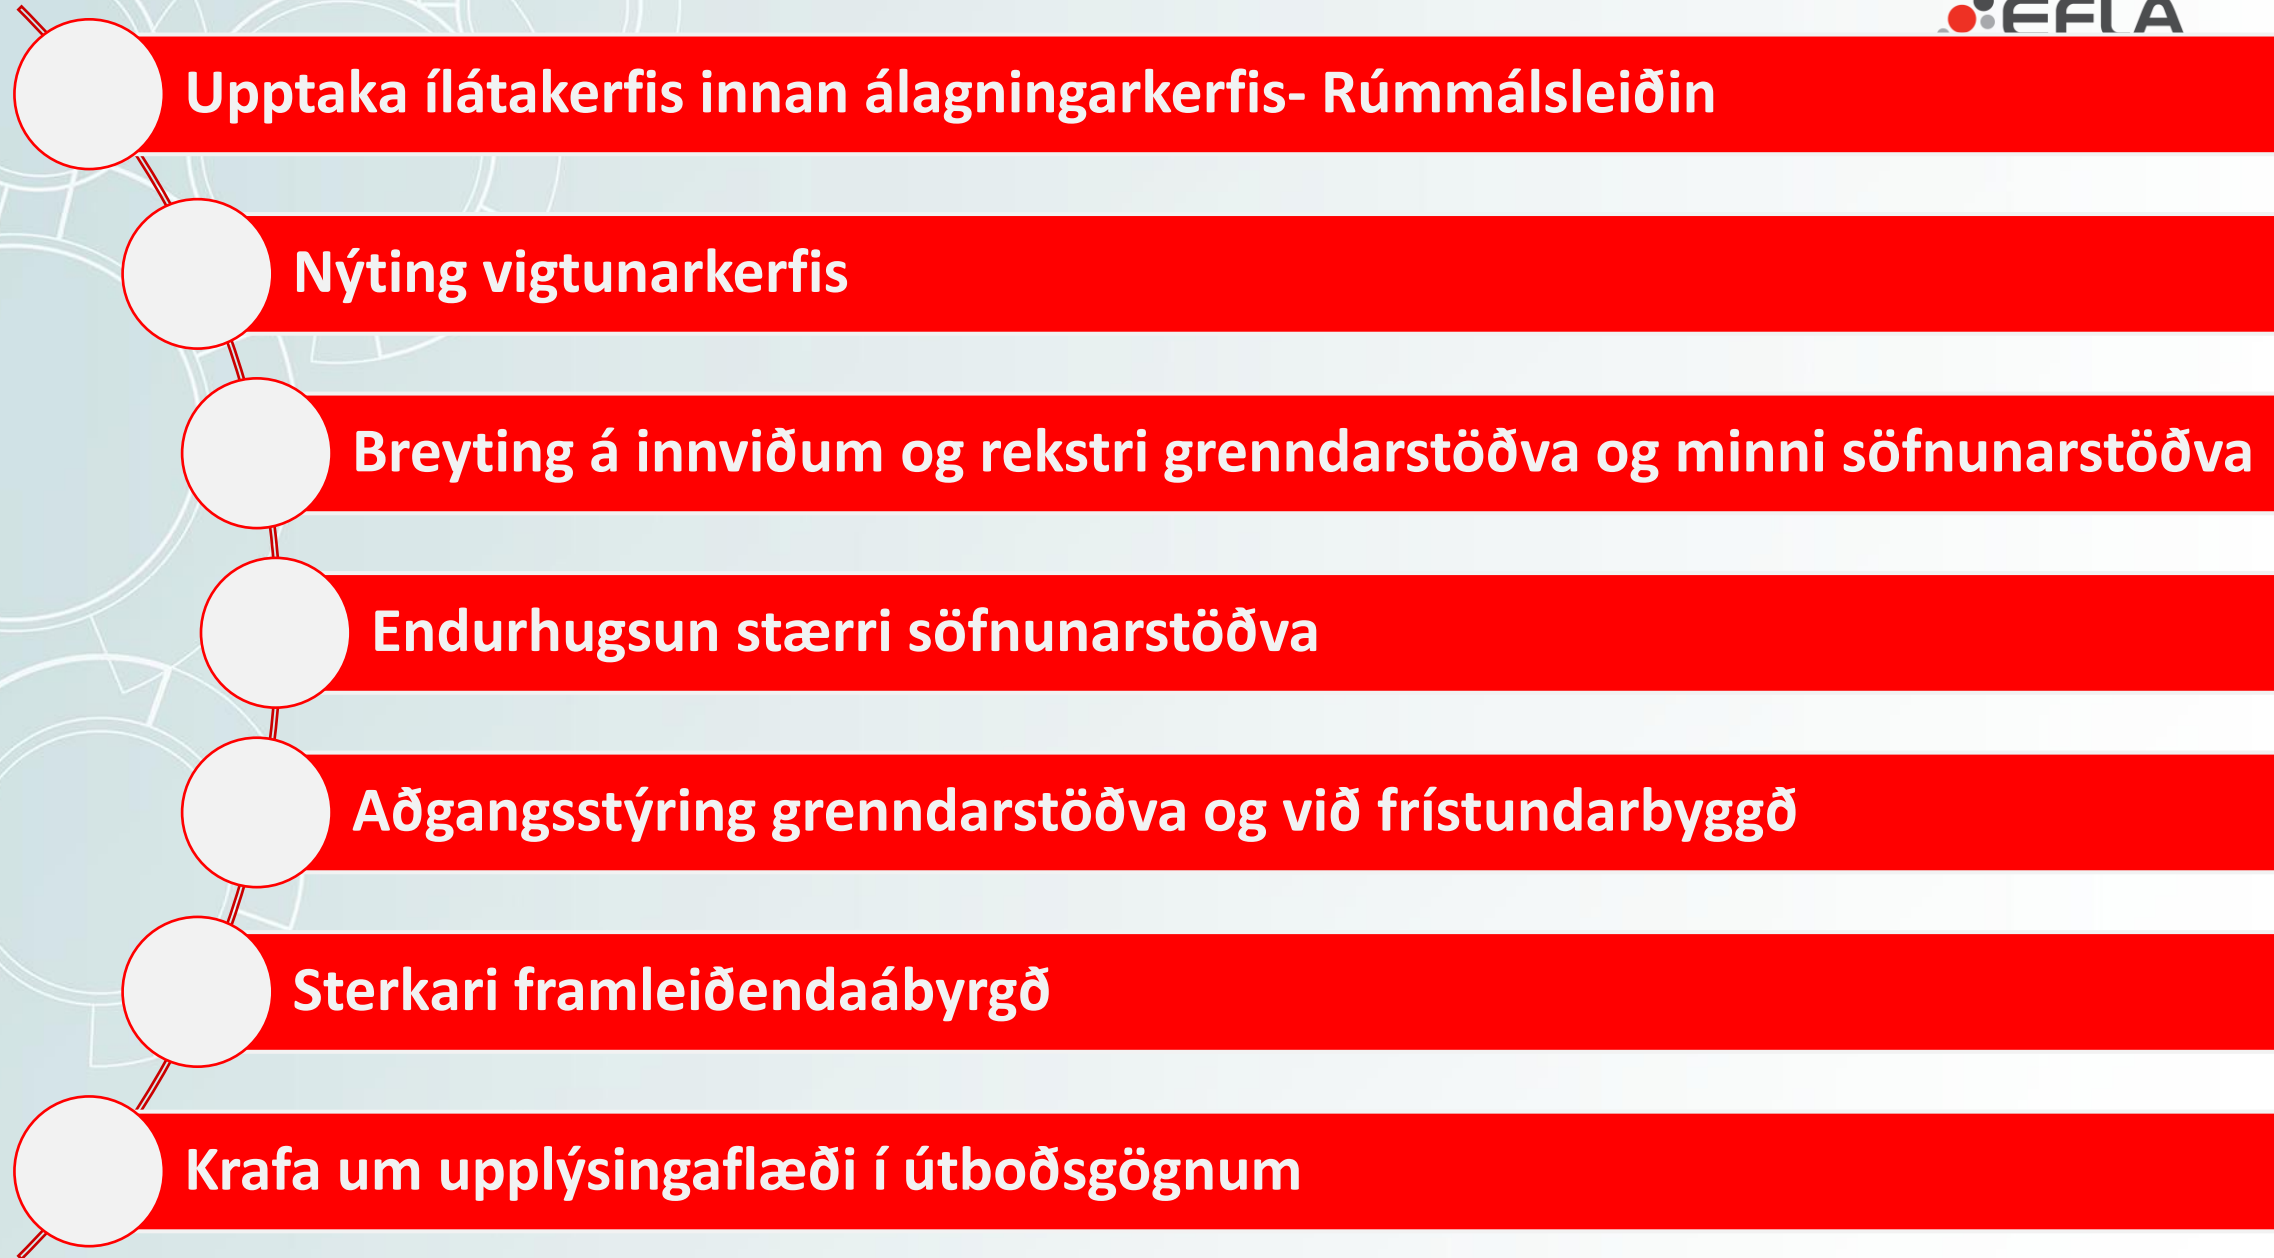 EFLA
Upptaka ílátakerfis innan álagningarkerfis- Rúmmálsleiðin
Nýting vigtunarkerfis
Breyting á innviðum og rekstri grenndarstöðva og minni söfnunarstöðva
Endurhugsun stærri söfnunarstöðva
Aðgangsstýring grenndarstöðva og við frístundarbyggð
Sterkari framleiðendaábyrgð
Krafa um upplýsingaflæði í útboðsgögnum